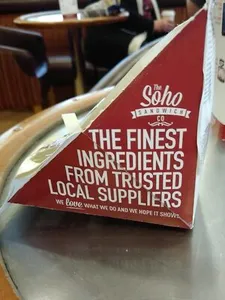 The
Soho
SANDWICH
CO
THE FINEST
INGREDIENTS
FROM TRUSTED
LOCAL SUPPLIERS
WE love WHAT WE DO AND WE HOPE IT SHOWS.